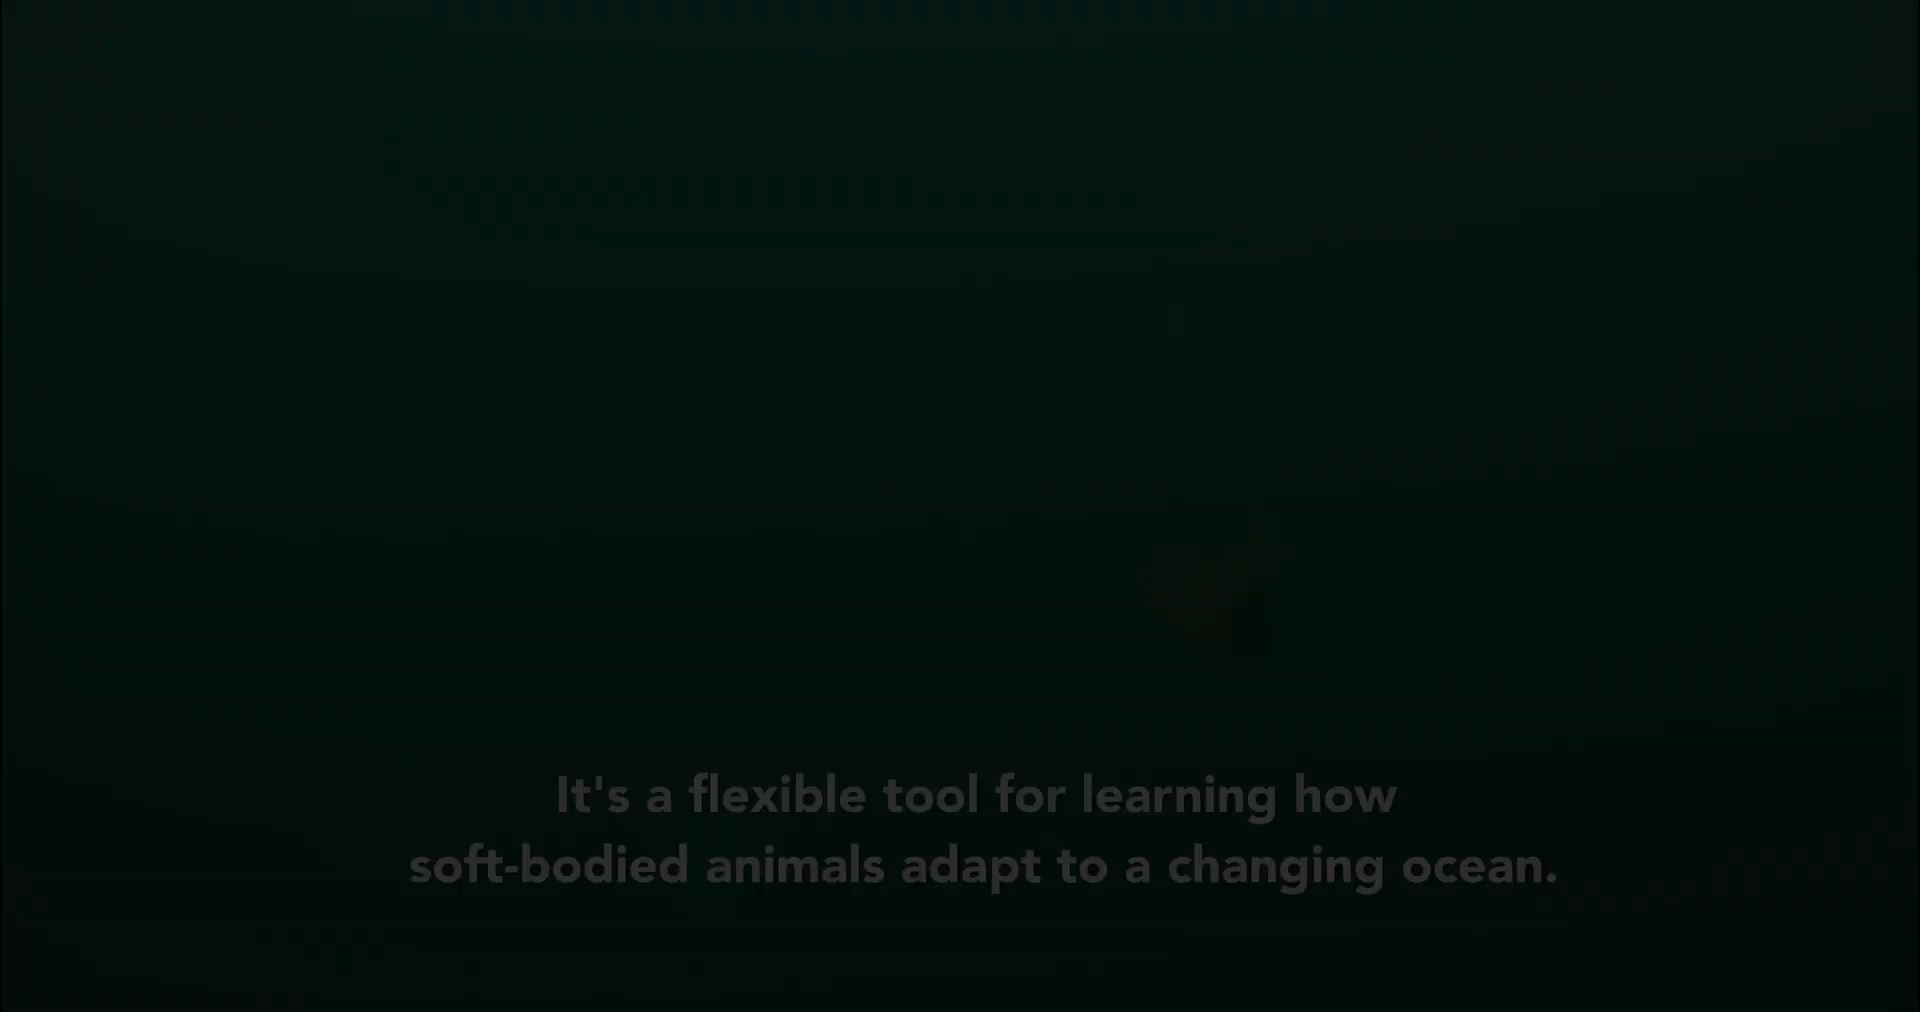 It's a flexible tool for learning how
soft-bodied animals adapt to a changing ocean.